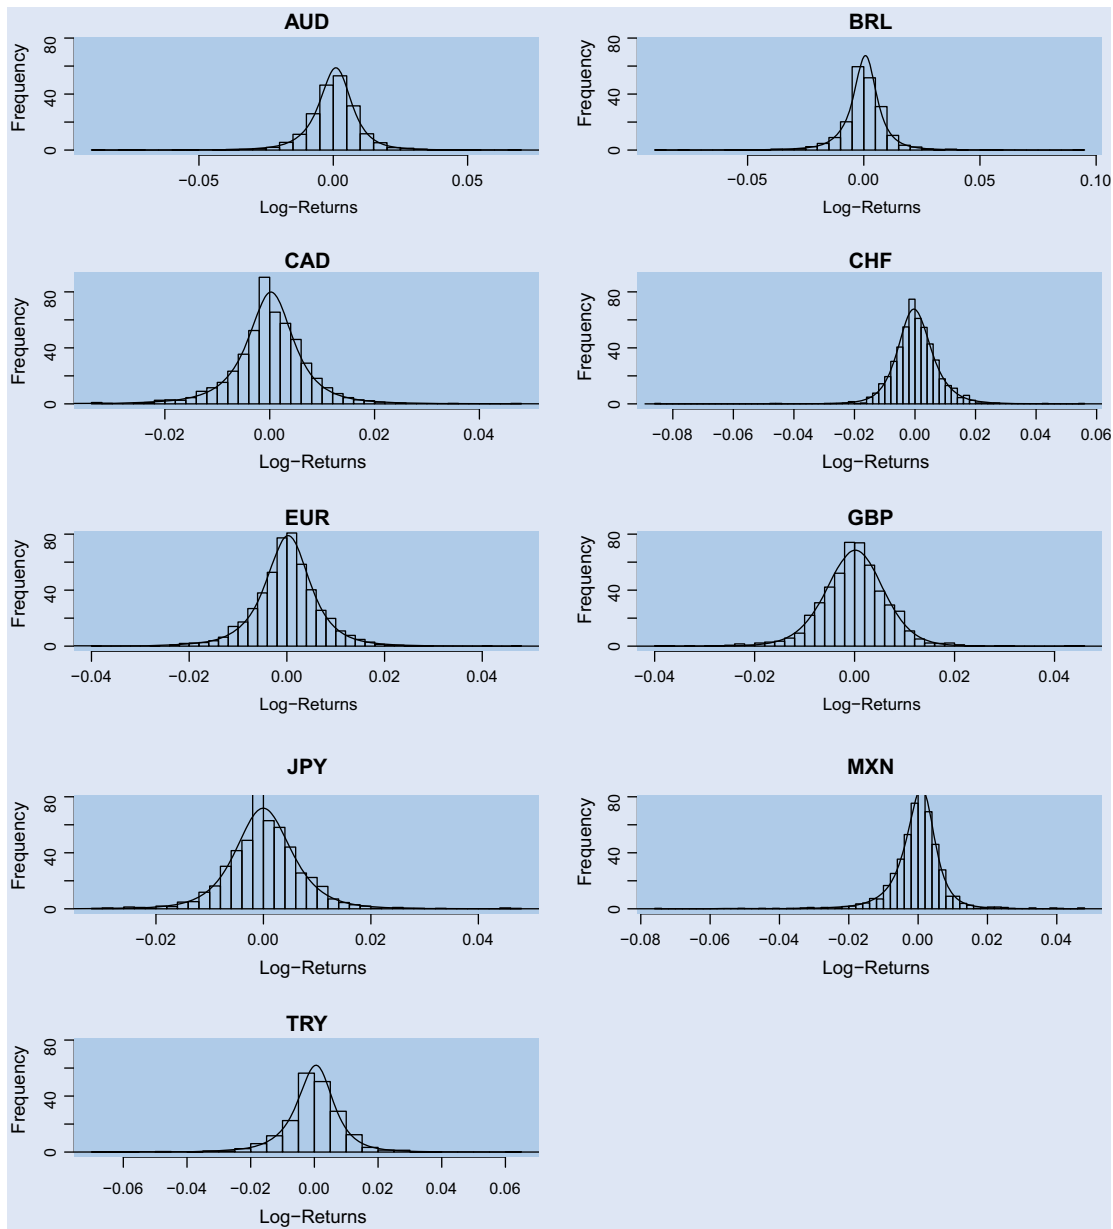 AUD
Frequency
0 40 80
−0.05 0.00 0.05
Log−Returns
BRL
Frequency
0 40 80
−0.05 0.00 0.05 0.10
Log−Returns
CAD
Frequency
0 40 80
−0.02 0.00 0.02 0.04
Log−Returns
CHF
Frequency
0 40 80
−0.08 −0.06 −0.04 −0.02 0.00 0.02 0.04 0.06
Log−Returns
EUR
Frequency
0 40 80
−0.04 −0.02 0.00 0.02 0.04
Log−Returns
GBP
Frequency
0 40 80
−0.04 −0.02 0.00 0.02 0.04
Log−Returns
JPY
Frequency
0 40 80
−0.02 0.00 0.02 0.04
Log−Returns
MXN
Frequency
0 40 80
−0.08 −0.06 −0.04 −0.02 0.00 0.02 0.04
Log−Returns
TRY
Frequency
0 40 80
−0.06 −0.04 −0.02 0.00 0.02 0.04 0.06
Log−Returns